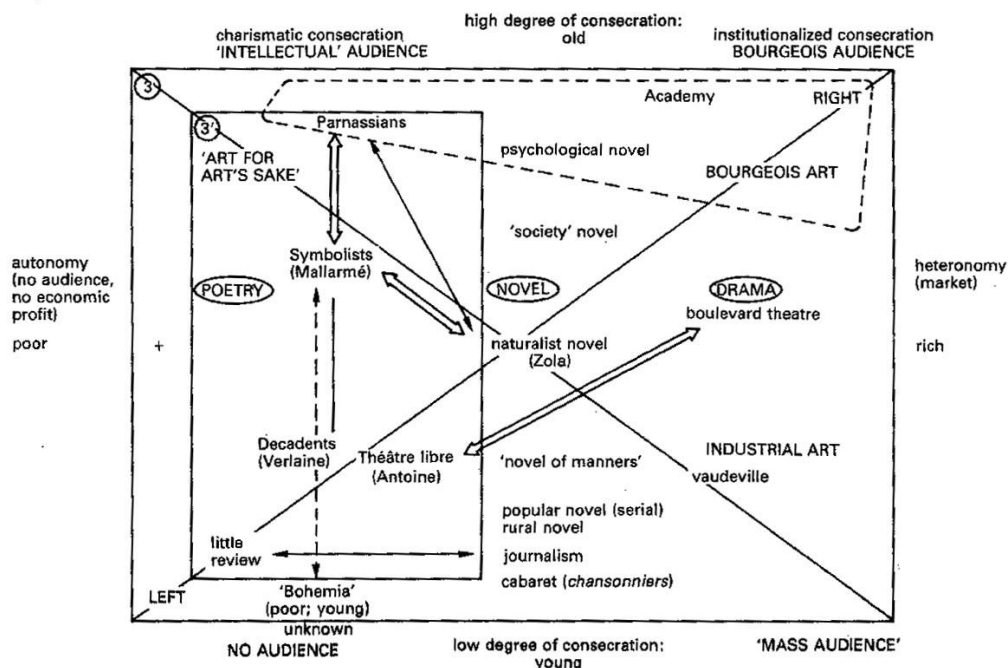 high degree of consecration:
old
charismatic consecration
'INTELLECTUAL' AUDIENCE
institutionalized consecration
BOURGEOIS AUDIENCE
3
3'
Academy
RIGHT
Parnassians
psychological novel
'ART FOR
ART'S SAKE'
BOURGEOIS ART
'society' novel
Symbolists
(Mallarmé)
autonomy
(no audience,
no economic
profit)
poor
+
POETRY
NOVEL
DRAMA
boulevard theatre
heteronomy
(market)
rich
naturalist novel
(Zola)
Decadents
(Verlaine)
Théâtre libre
(Antoine)
'novel of manners'
INDUSTRIAL ART
vaudeville
popular novel (serial)
rural novel
little
review
journalism
cabaret (chansonniers)
LEFT
'Bohemia'
(poor; young)
unknown
NO AUDIENCE
low degree of consecration:
young
'MASS AUDIENCE'